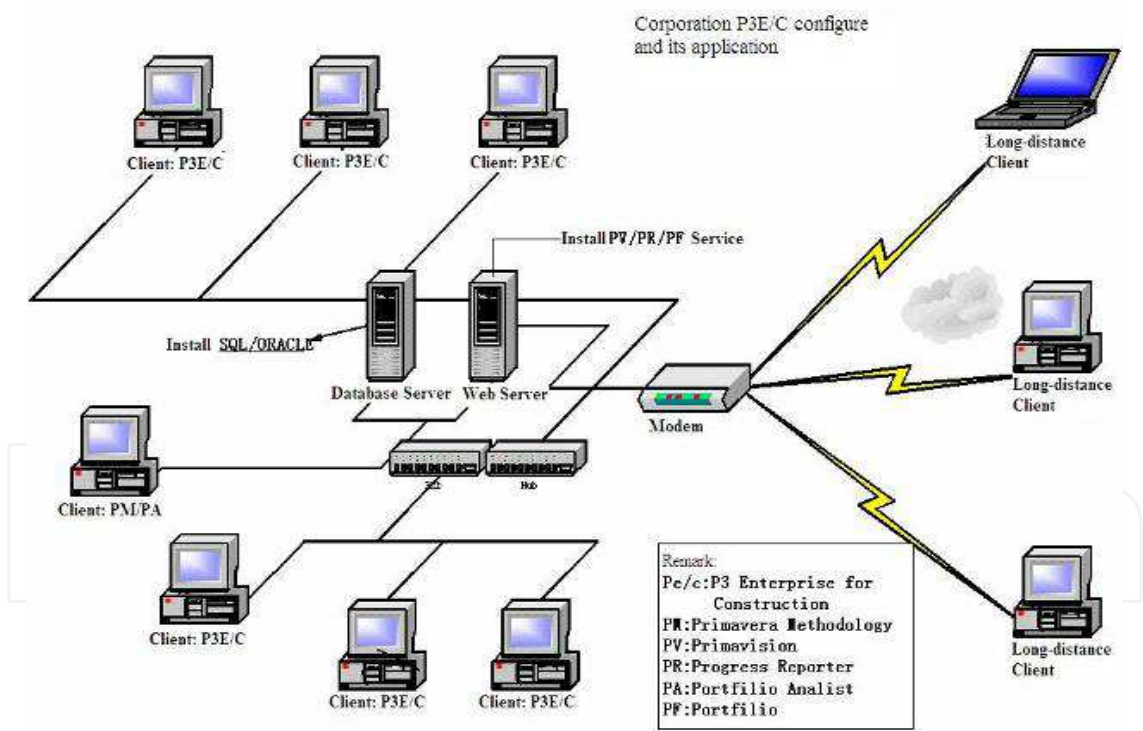 Corporation P3E/C configure
and its application
Client: P3E/C
Client: P3E/C
Client: P3E/C
Long-distance
Client
Install PV/PR/PF Service
Install SQL/ORACLE
Database Server
Web Server
Modem
Long-distance
Client
Hub
Client: PM/PA
Client: P3E/C
Client: P3E/C
Client: P3E/C
Long-distance
Client
Remark:
Pe/c:P3 Enterprise for
Construction
PM:Primavera Methodology
PV:Primavision
PR:Progress Reporter
PA:Portfilio Analist
PF:Portfilio